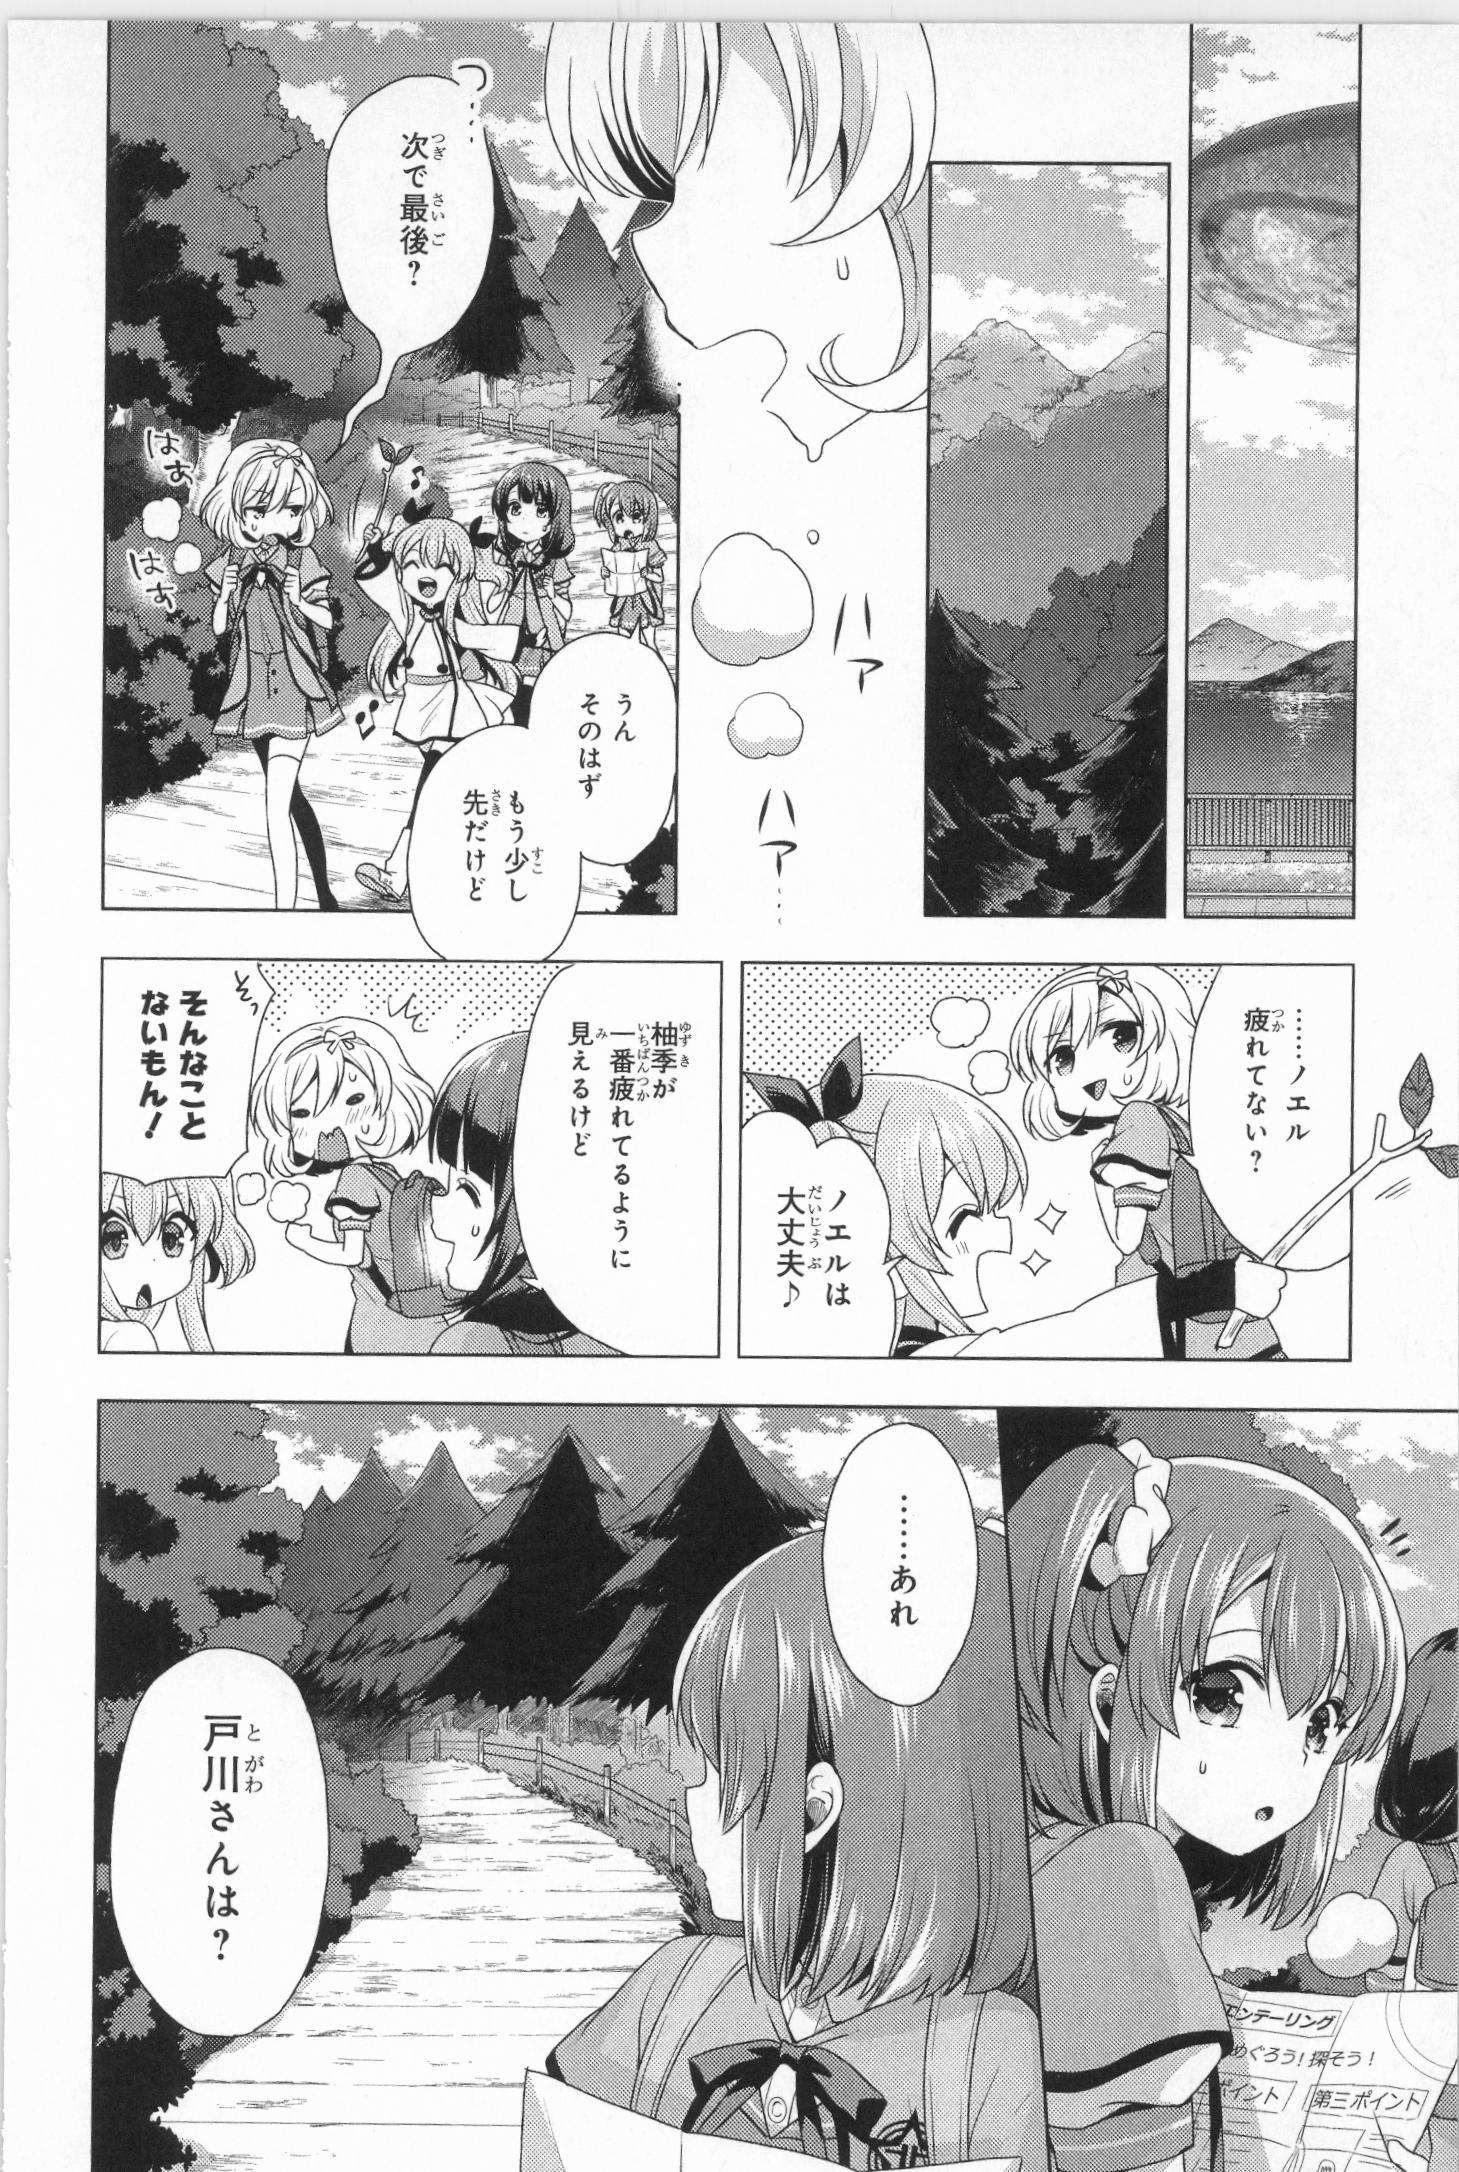 ハァ
ハァ……
つ…
次で最後？
はぁ
はぁ
うん
そのはず
もう少し
先だけど
……ノエル
疲れてない？
ノエルは
大丈夫♪
柚季が
一番疲れてるように
見えるけど
そっ
そんなこと
ないもん！
エンテーリング
めぐろう！探そう！
ポイント
第三ポイント
……あれ
戸川さんは？